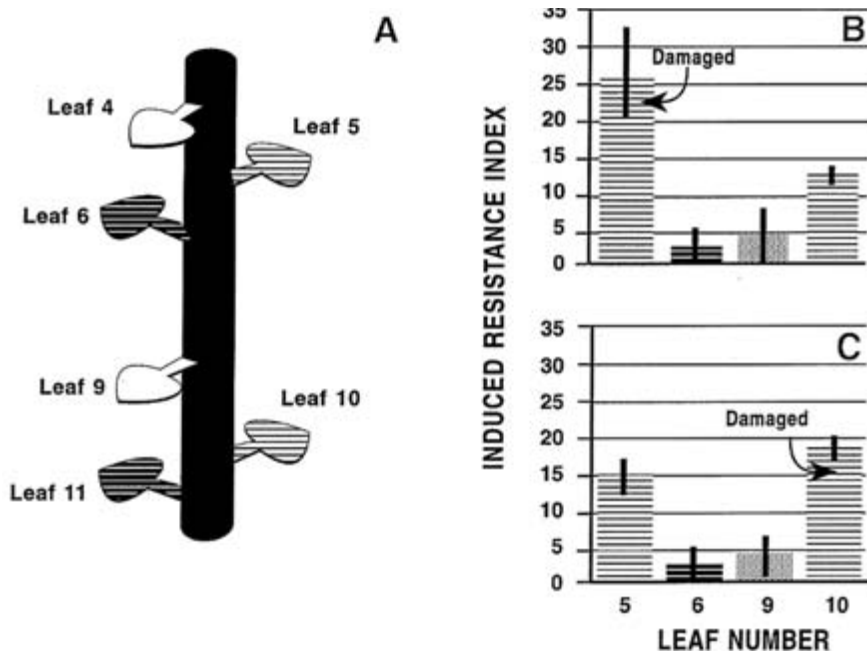 A
Leaf 4
Leaf 5
Leaf 6
Leaf 9
Leaf 10
Leaf 11
INDUCED RESISTANCE INDEX
B
35
30
25
20
15
10
5
0
Damaged
C
35
30
25
20
15
10
5
0
Damaged
5 6 9 10
LEAF NUMBER